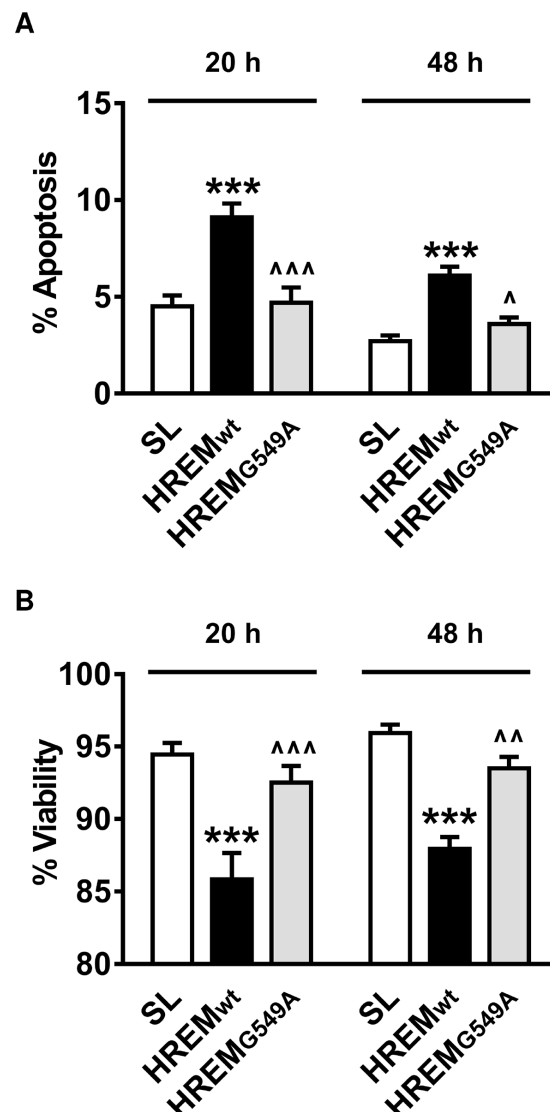 A
20 h 48 h
15
10
5
0
% Apoptosis
*** ^^^ *** ^
SL HREMwt HREMG549A SL HREMwt HREMG549A
B
20 h 48 h
100
95
90
85
80
% Viability
*** ^^^ *** ^^
SL HREMwt HREMG549A SL HREMwt HREMG549A